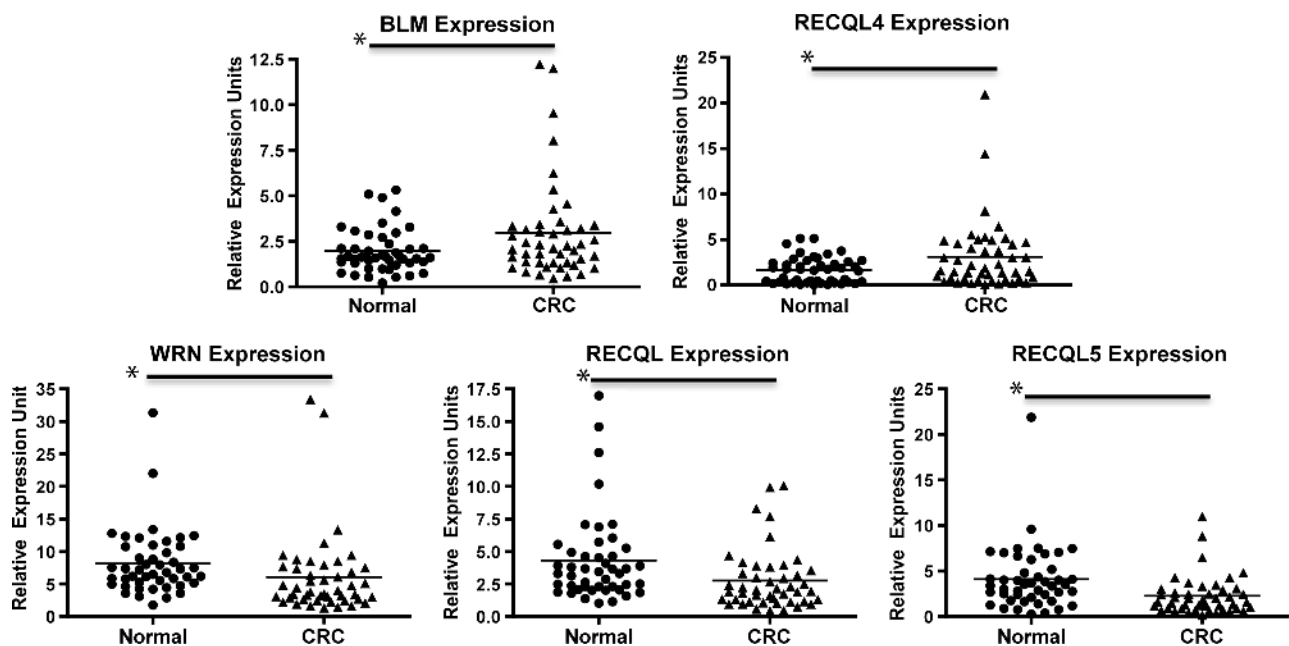 BLM Expression
*
Relative Expression Units
12.5
10.0
7.5
5.0
2.5
0.0
Normal
CRC
RECQL4 Expression
*
Relative Expression Units
25
20
15
10
5
0
Normal
CRC
WRN Expression
*
Relative Expression Unit
35
30
25
20
15
10
5
0
Normal
CRC
RECQL Expression
*
Relative Expression Units
17.5
15.0
12.5
10.0
7.5
5.0
2.5
0.0
Normal
CRC
RECQL5 Expression
*
Relative Expression Units
25
20
15
10
5
0
Normal
CRC